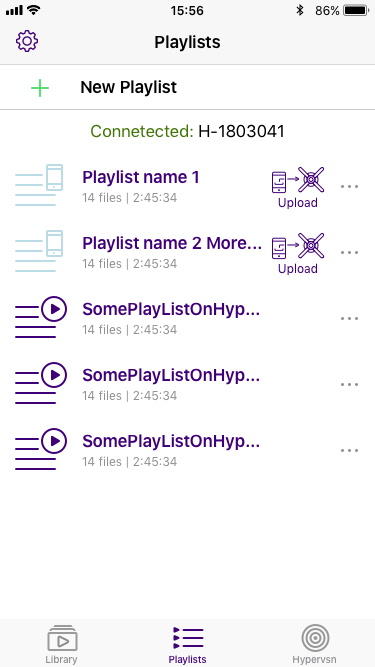 15:56
86%
Playlists
New Playlist
Connetected: H-1803041
Playlist name 1
14 files | 2:45:34
Upload
Playlist name 2 More...
14 files | 2:45:34
Upload
SomePlayListOnHyp...
14 files | 2:45:34
SomePlayListOnHyp...
14 files | 2:45:34
SomePlayListOnHyp...
14 files | 2:45:34
Library
Playlists
Hypervsn